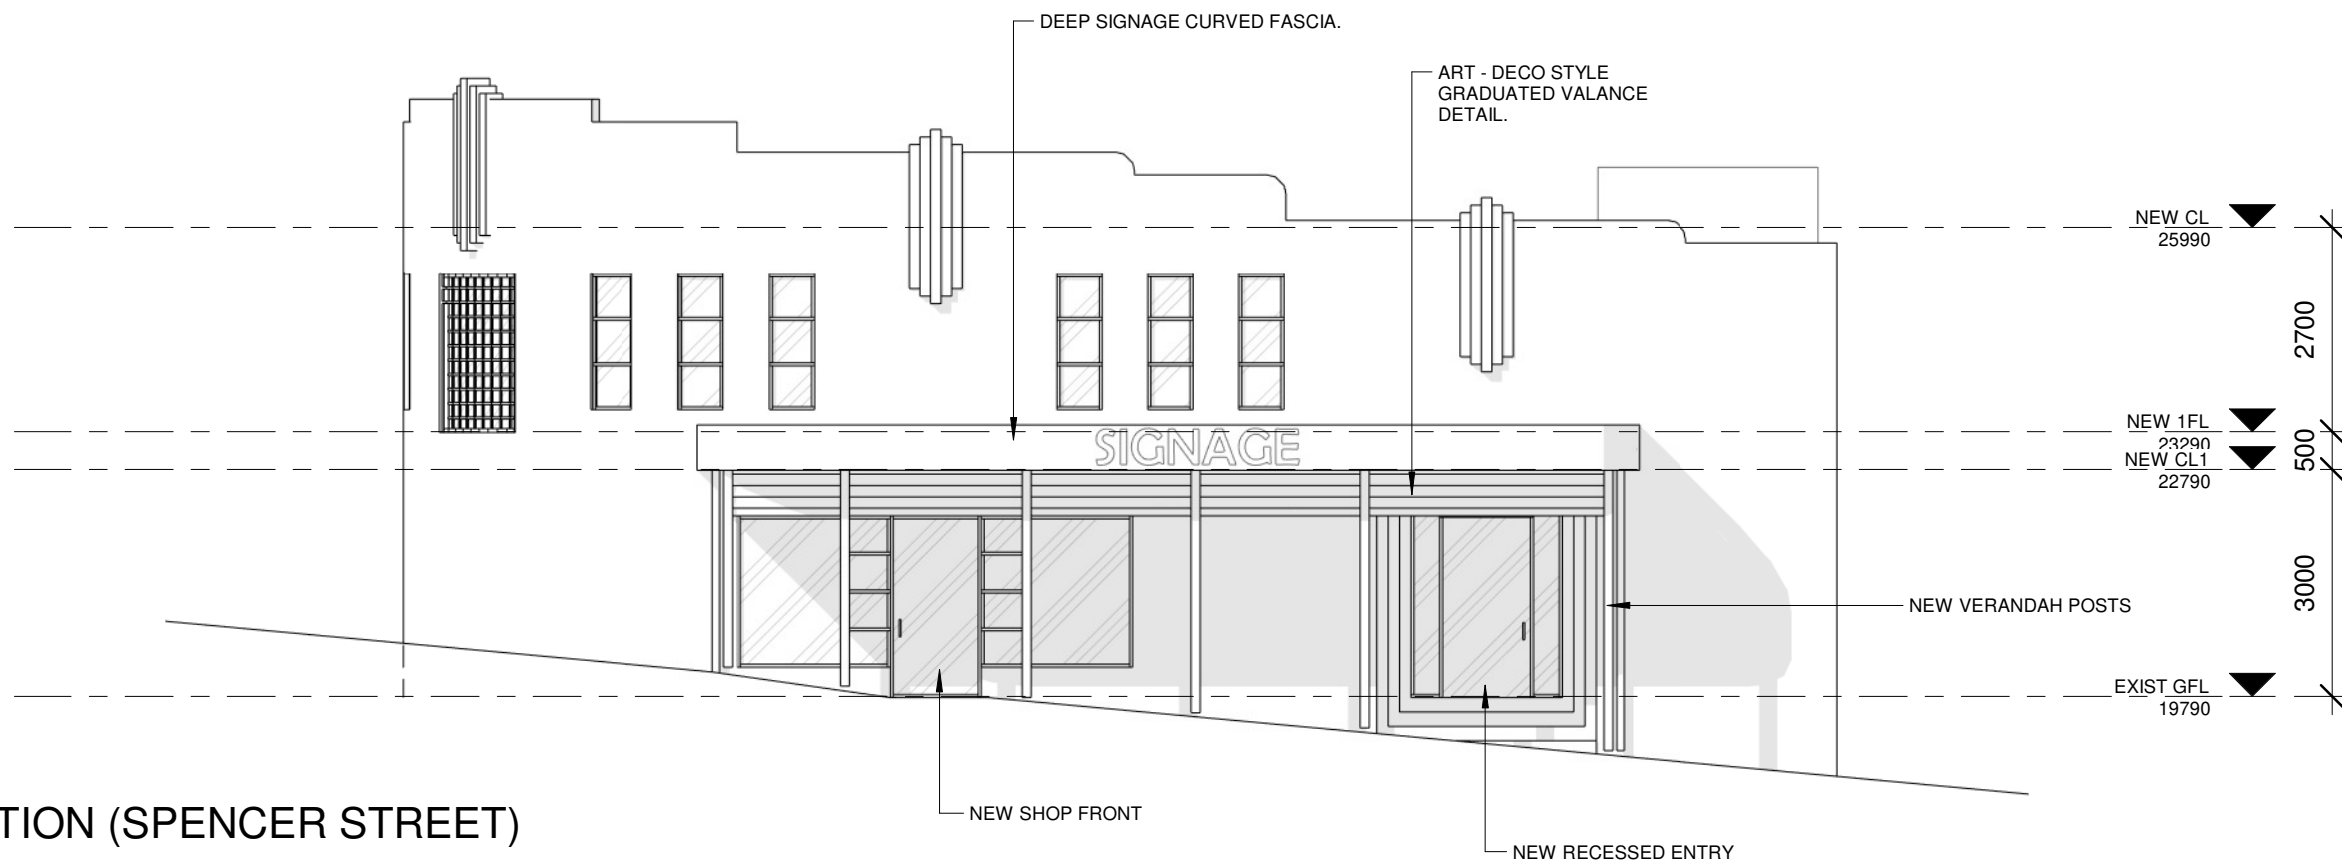 DEEP SIGNAGE CURVED FASCIA.
ART - DECO STYLE
GRADUATED VALANCE
DETAIL.
NEW CL
25990
2700
NEW 1FL
23290
500
NEW CL1
22790
SIGNAGE
3000
NEW VERANDAH POSTS
EXIST GFL
19790
NEW SHOP FRONT
TION (SPENCER STREET)
NEW RECESSED ENTRY